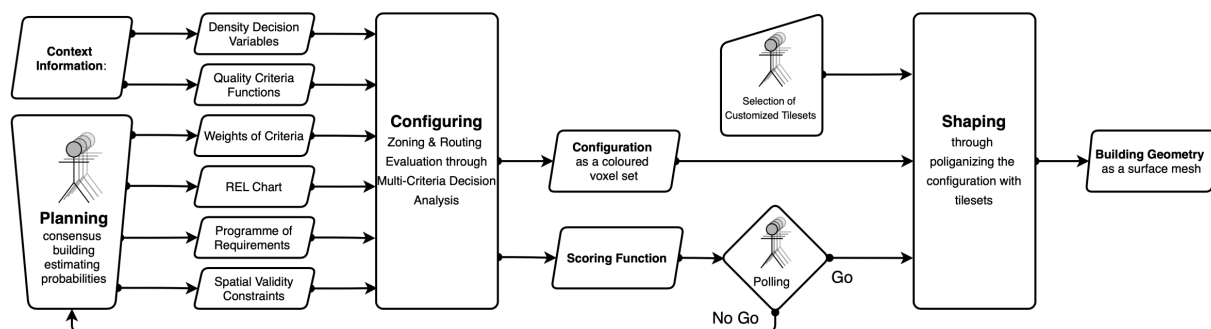 Context
Information:
Density Decision
Variables
Quality Criteria
Functions
Planning
consensus
building
estimating
probabilities
Weights of Criteria
REL Chart
Programme of
Requirements
Spatial Validity
Constraints
Configuring
Zoning & Routing
Evaluation through
Multi-Criteria Decision
Analysis
Selection of
Customized Tilesets
Configuration
as a coloured
voxel set
Scoring Function
Polling
Go
No Go
Shaping
through
poliganizing the
configuration with
tilesets
Building Geometry
as a surface mesh